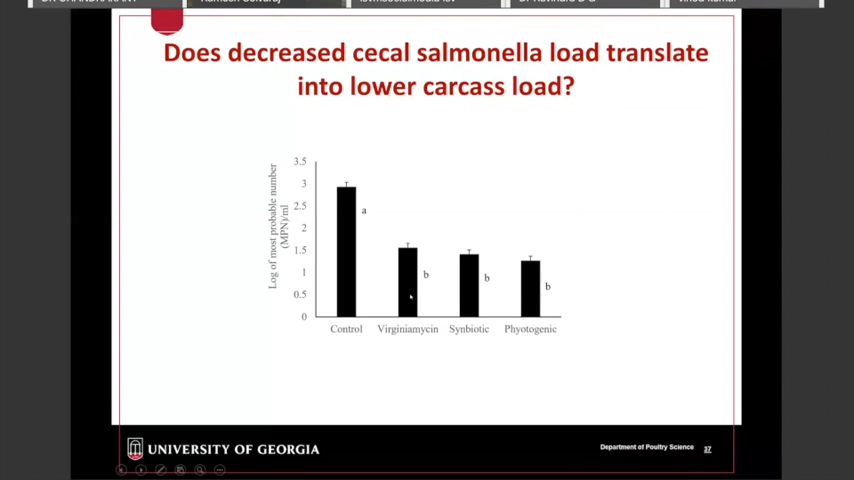 Does decreased cecal salmonella load translate
into lower carcass load?
Log of most probable number
(MPN)/ml
3.5
3
2.5
2
1.5
1
0.5
0
a
b
b
b
Control Virginiamycin Synbiotic Phyotogenic
UNIVERSITY OF GEORGIA
Department of Poultry Science 37